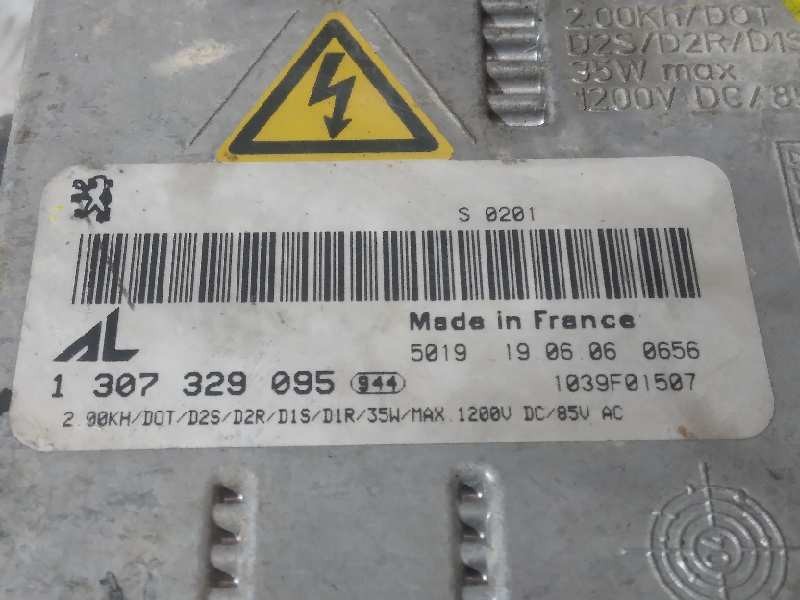 2.00KH/DOT
D2S/D2R/D1S
35W max
1200V DC/85
S 0201
AL
Made in France
5019 19.06.06 0656
1 307 329 095 944
1039F01507
2.00KH/DOT/D2S/D2R/D1S/D1R/35W/MAX.1200V DC/85V AC